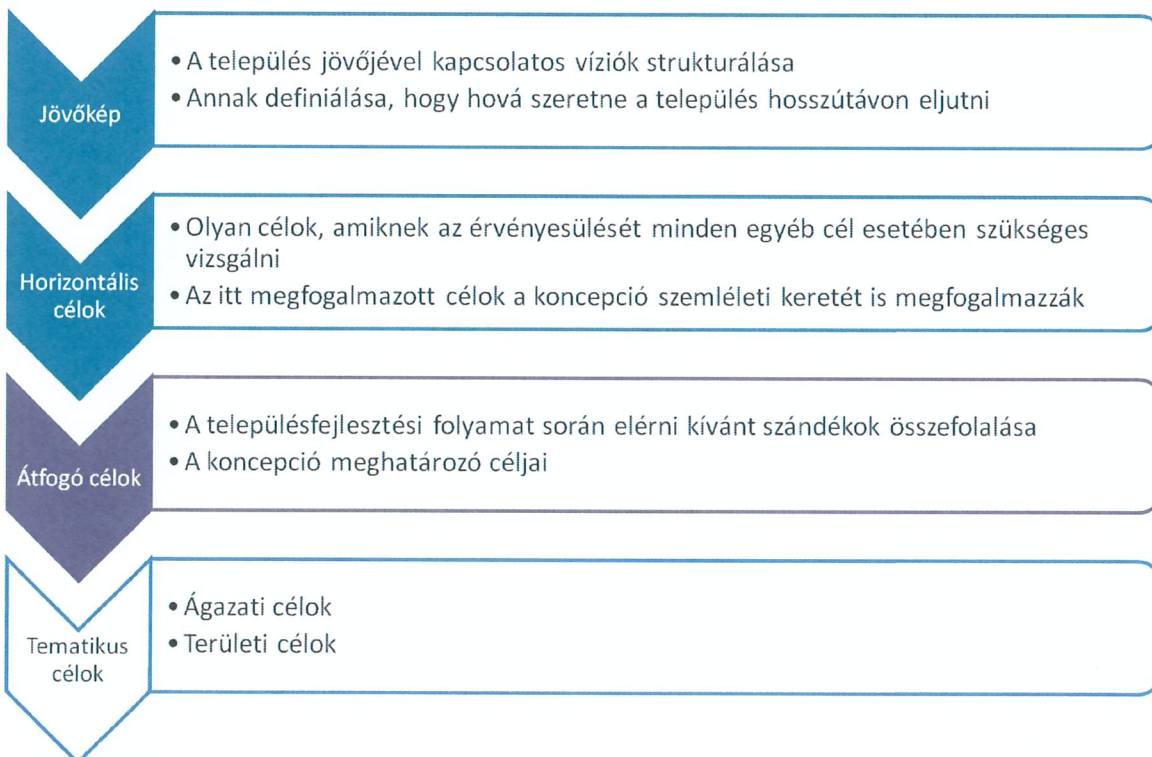 Jövőkép
• A település jövőjével kapcsolatos víziók strukturálása
• Annak definiálása, hogy hová szeretne a település hosszútávon eljutni
Horizontális
célok
• Olyan célok, amiknek az érvényesülését minden egyéb cél esetében szükséges
vizsgálni
• Az itt megfogalmazott célok a koncepció szemléleti keretét is megfogalmazzák
Átfogó célok
• A településfejlesztési folyamat során elérni kívánt szándékok összefolalása
• A koncepció meghatározó céljai
Tematikus
célok
• Ágazati célok
• Területi célok